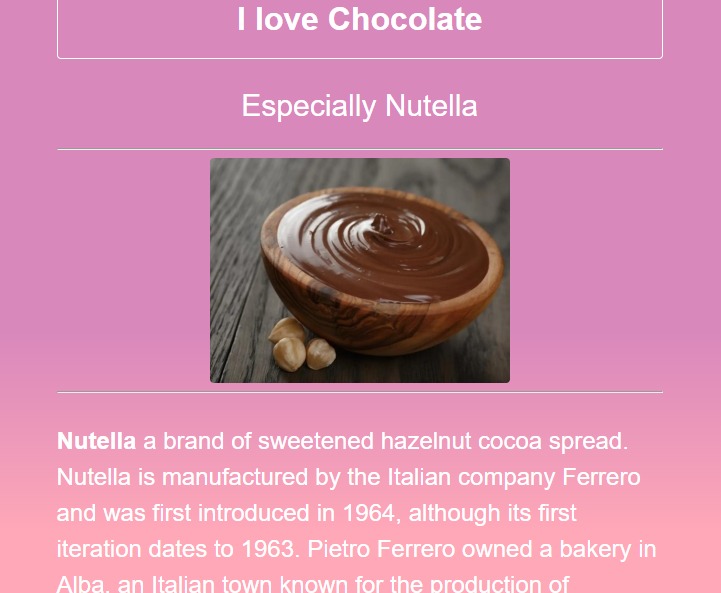 I love Chocolate
Especially Nutella
Nutella a brand of sweetened hazelnut cocoa spread.
Nutella is manufactured by the Italian company Ferrero
and was first introduced in 1964, although its first
iteration dates to 1963. Pietro Ferrero owned a bakery in
Alba, an Italian town known for the production of